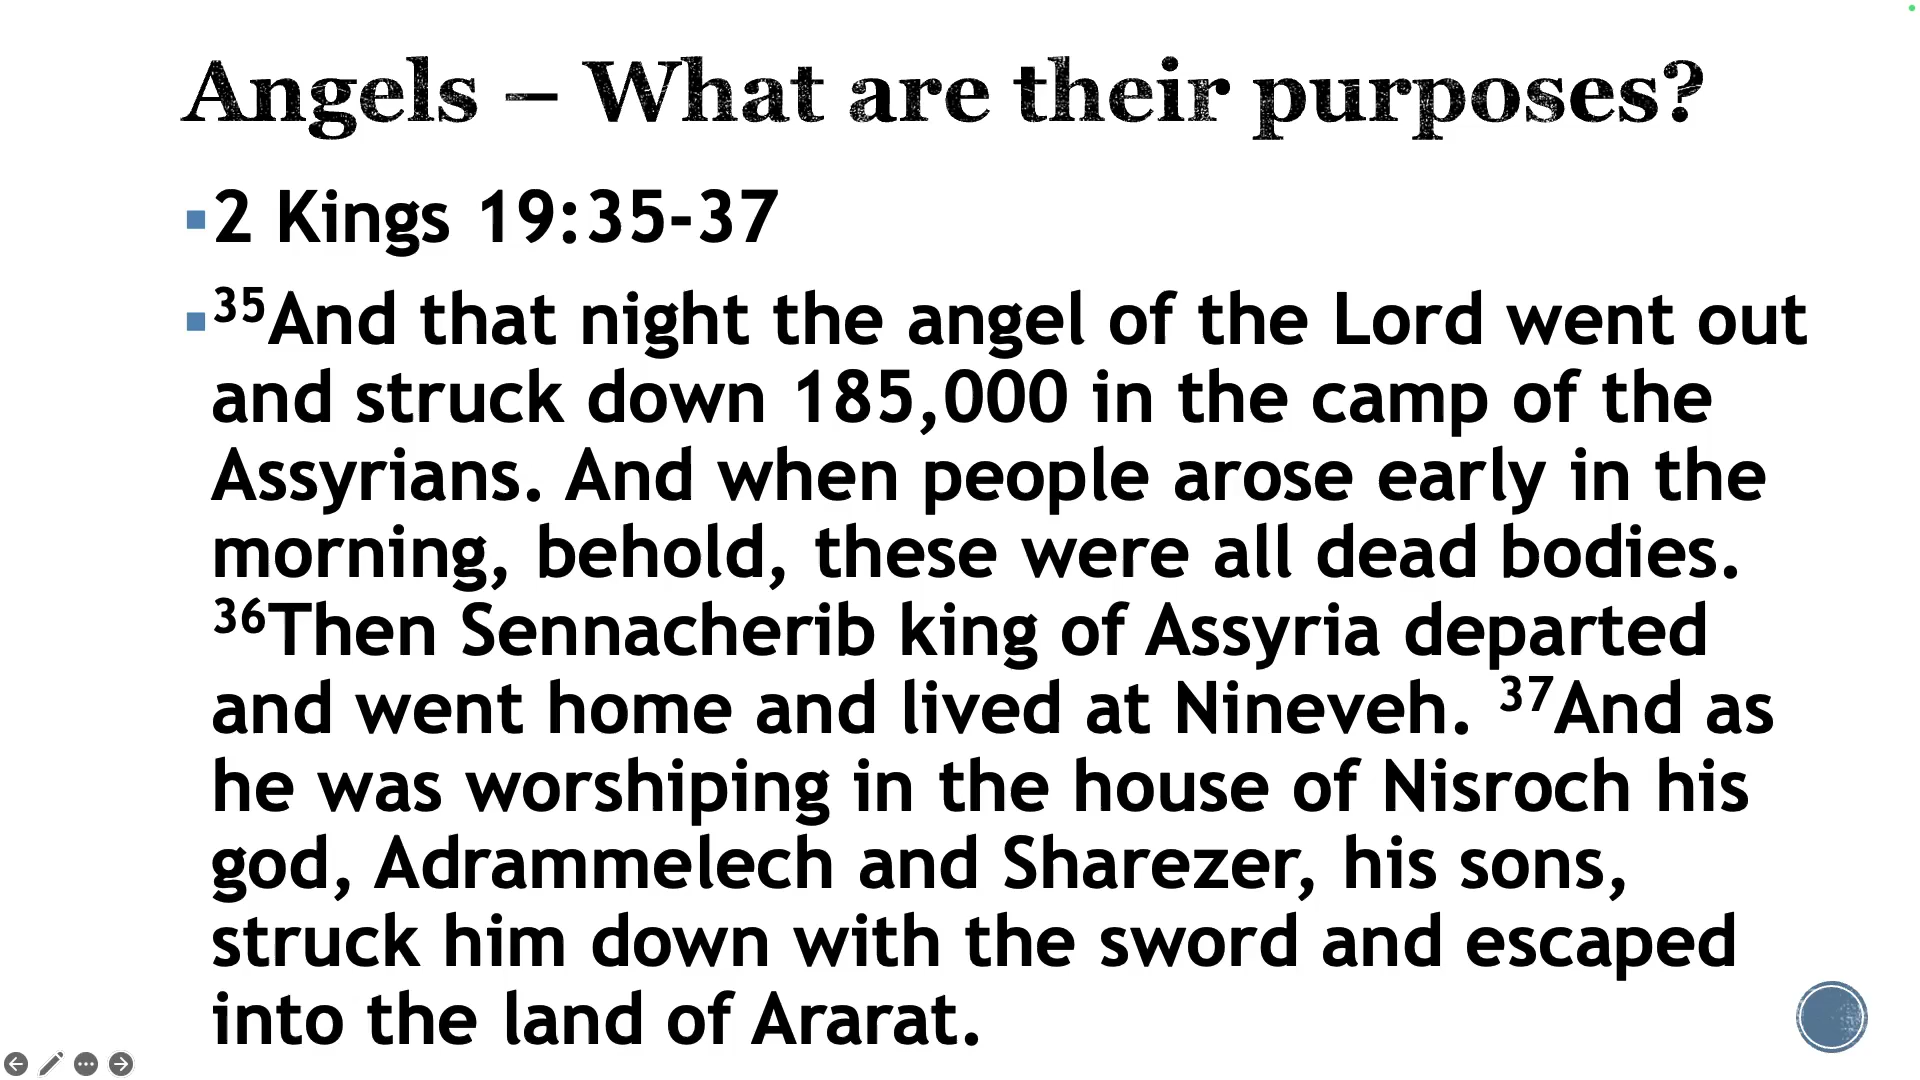 Angels – What are their purposes?
2 Kings 19:35-37
35And that night the angel of the Lord went out
and struck down 185,000 in the camp of the
Assyrians. And when people arose early in the
morning, behold, these were all dead bodies.
36Then Sennacherib king of Assyria departed
and went home and lived at Nineveh. 37And as
he was worshiping in the house of Nisroch his
god, Adrammelech and Sharezer, his sons,
struck him down with the sword and escaped
into the land of Ararat.